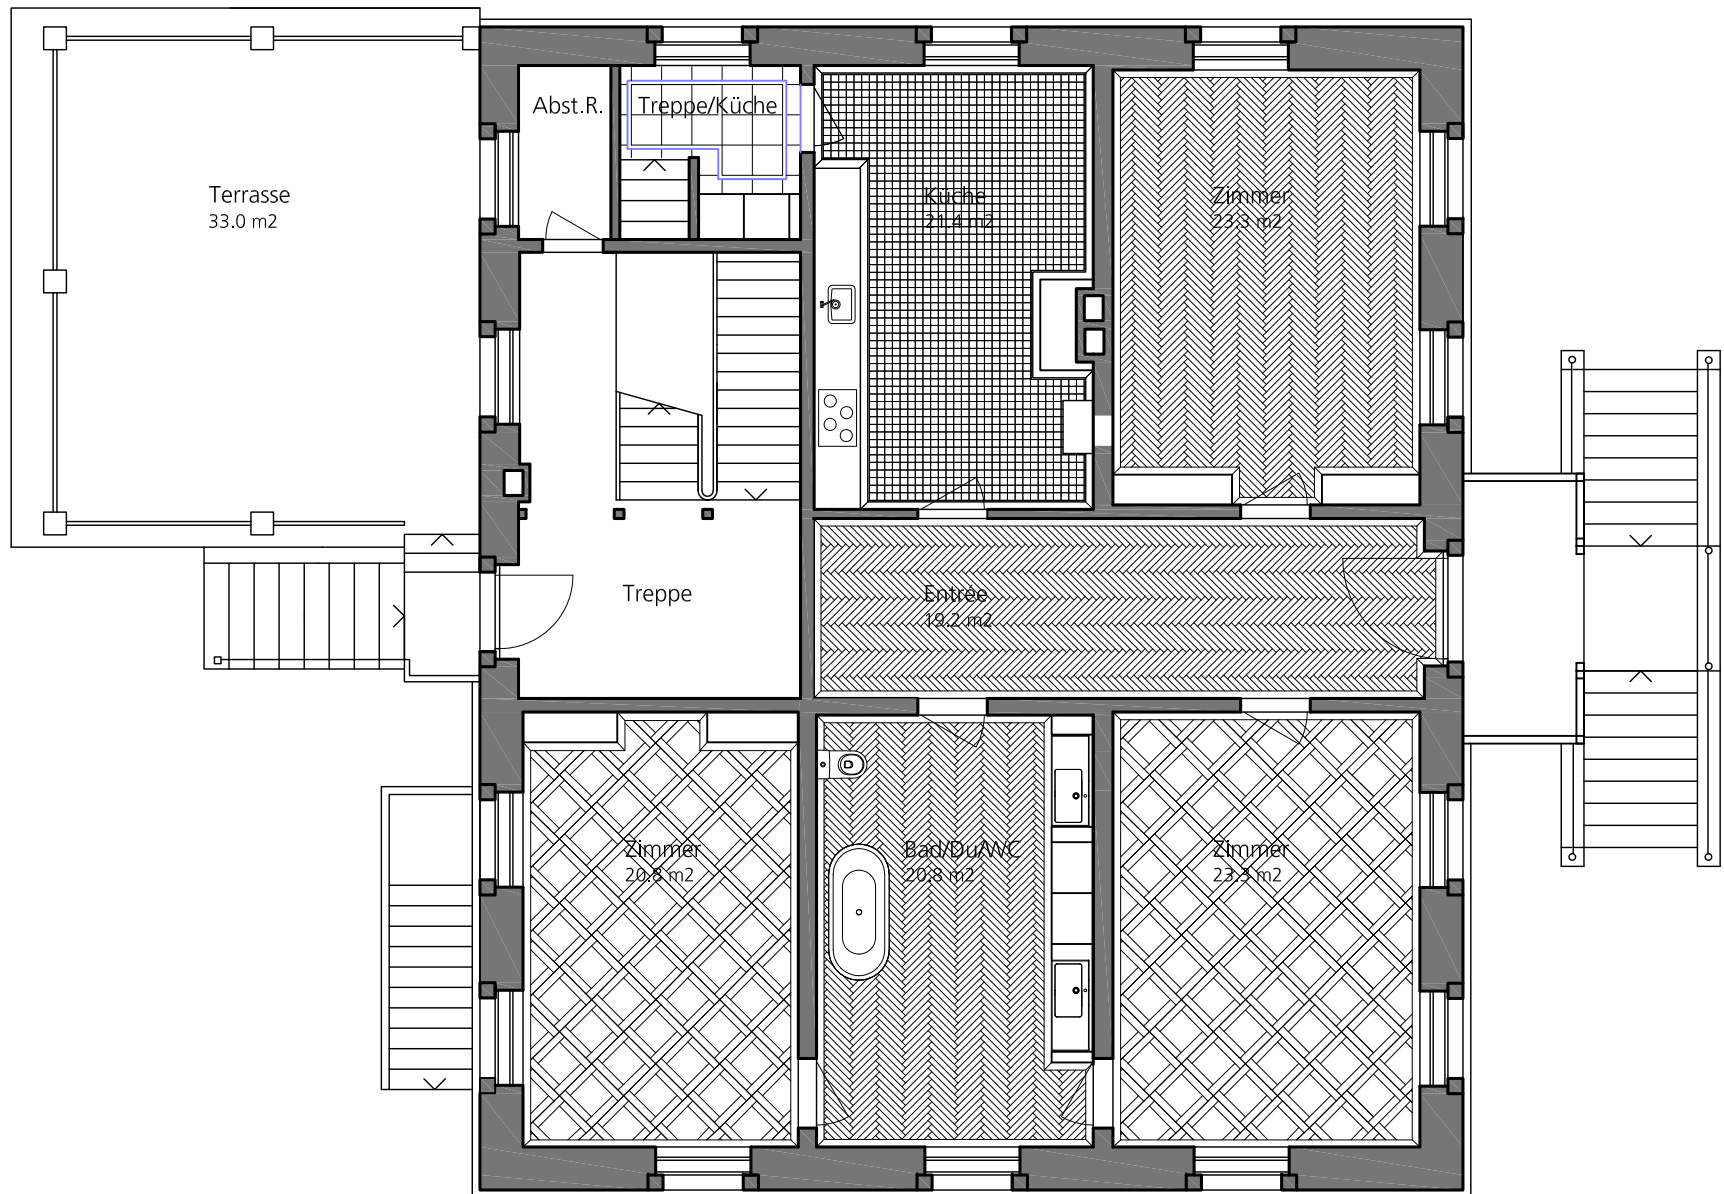 Abst.R.
Treppe/Küche
Terrasse
33.0 m2
Küche
21.4 m2
Zimmer
23.3 m2
Treppe
Entrée
19.2 m2
Zimmer
20.8 m2
Bad/Du/WC
20.8 m2
Zimmer
23.3 m2